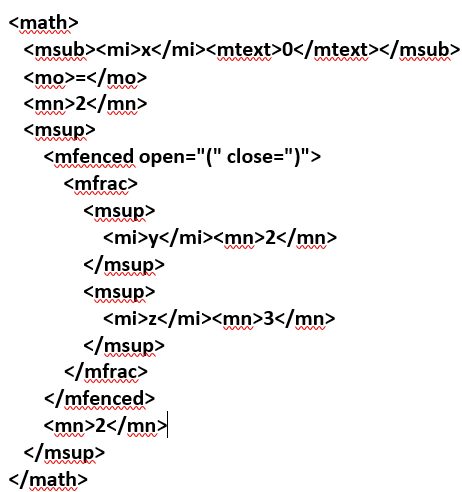 <math>
<msub><mi>x</mi><mtext>0</mtext></msub>
<mo>=</mo>
<mn>2</mn>
<msup>
<mfenced open="(" close=")">
<mfrac>
<msup>
<mi>y</mi><mn>2</mn>
</msup>
<msup>
<mi>z</mi><mn>3</mn>
</msup>
</mfrac>
</mfenced>
<mn>2</mn>
</msup>
</math>